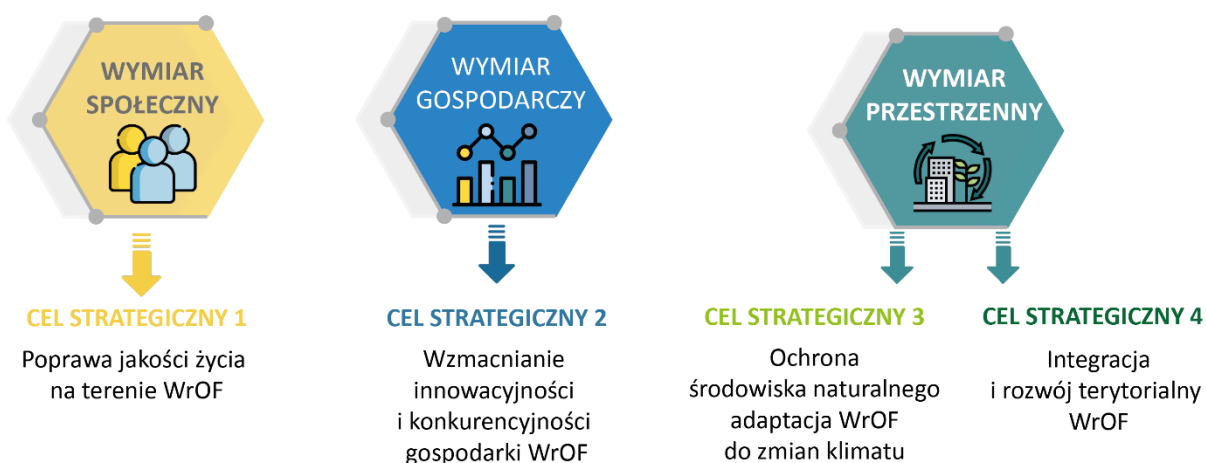 WYMIAR
SPOŁECZNY
WYMIAR
GOSPODARCZY
WYMIAR
PRZESTRZENNY
CEL STRATEGICZNY 1
Poprawa jakości życia
na terenie WrOF
CEL STRATEGICZNY 2
Wzmacnianie
innowacyjności
i konkurencyjności
gospodarki WrOF
CEL STRATEGICZNY 3
Ochrona
środowiska naturalnego
adaptacja WrOF
do zmian klimatu
CEL STRATEGICZNY 4
Integracja
i rozwój terytorialny
WrOF